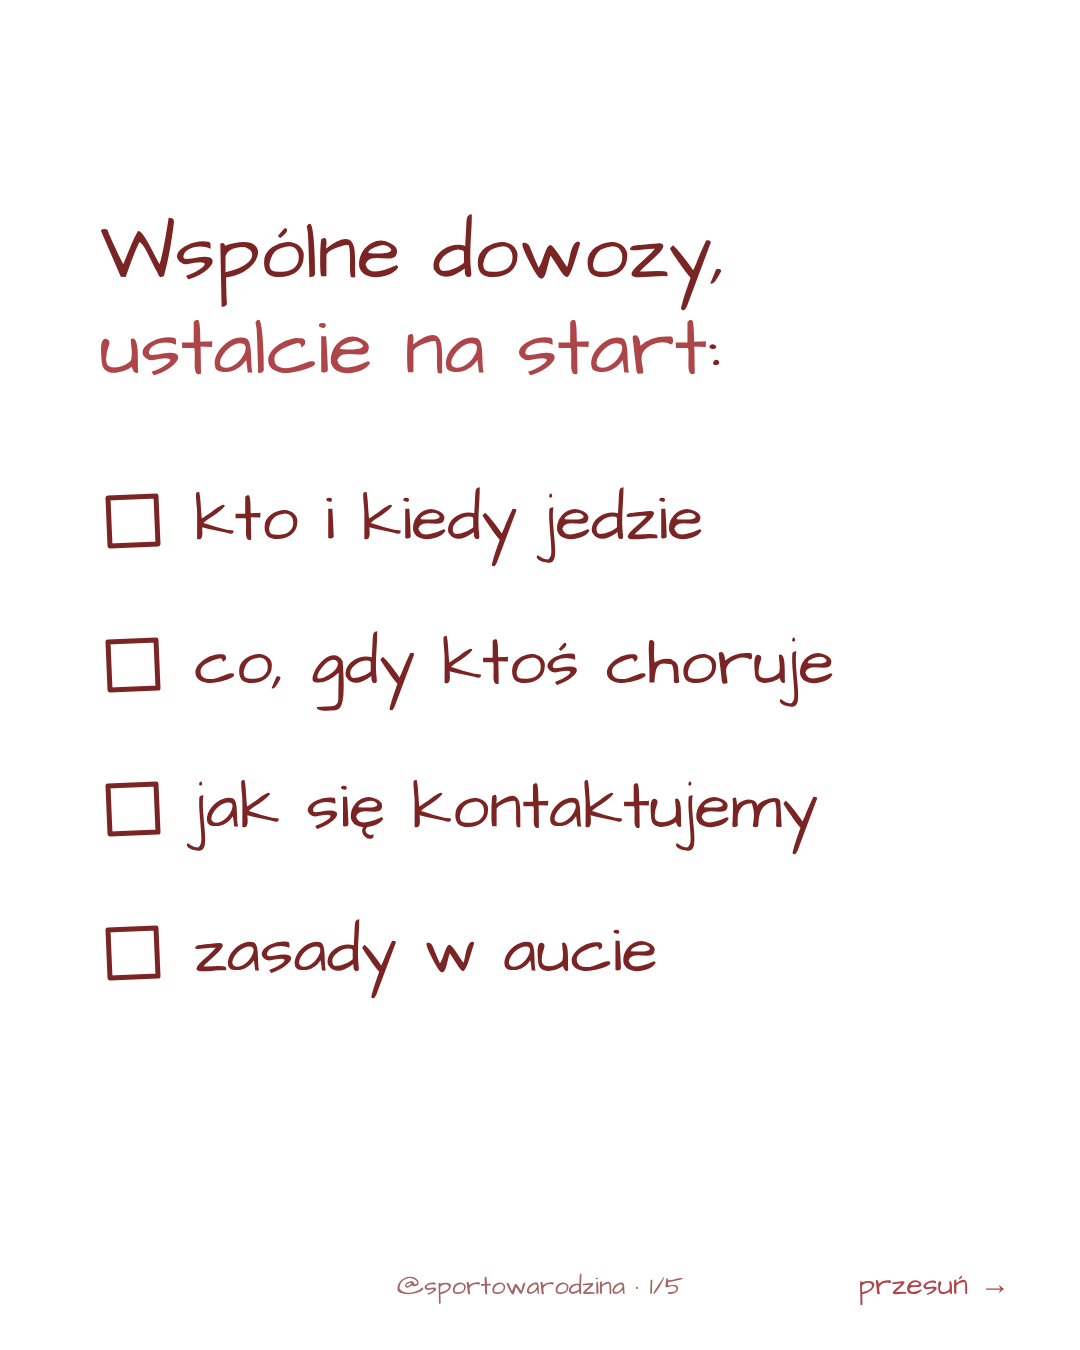 Wspólne dowozy,
ustalcie na start:
kto i kiedy jedzie
co, gdy ktoś choruje
jak się kontaktujemy
zasady w aucie
@sportowarodzina · 1/5
przesuń →